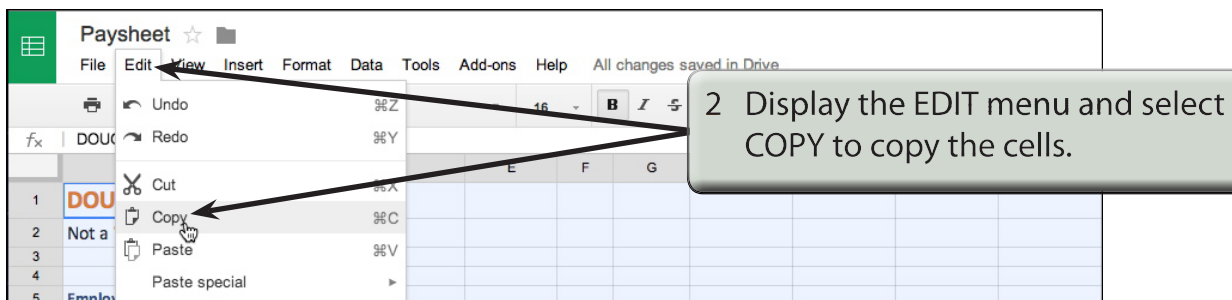 Paysheet
File Edit View Insert Format Data Tools Add-ons Help All changes saved in Drive
Undo ⌘Z 16 B I S
fx Redo ⌘Y
E F G
Cut ⌘X
1 DOU
Copy ⌘C
2 Not a
Paste ⌘V
3
4
Paste special ►
5 Employ
2 Display the EDIT menu and select
COPY to copy the cells.